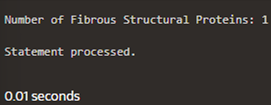 Number of Fibrous Structural Proteins: 1
Statement processed.
0.01 seconds